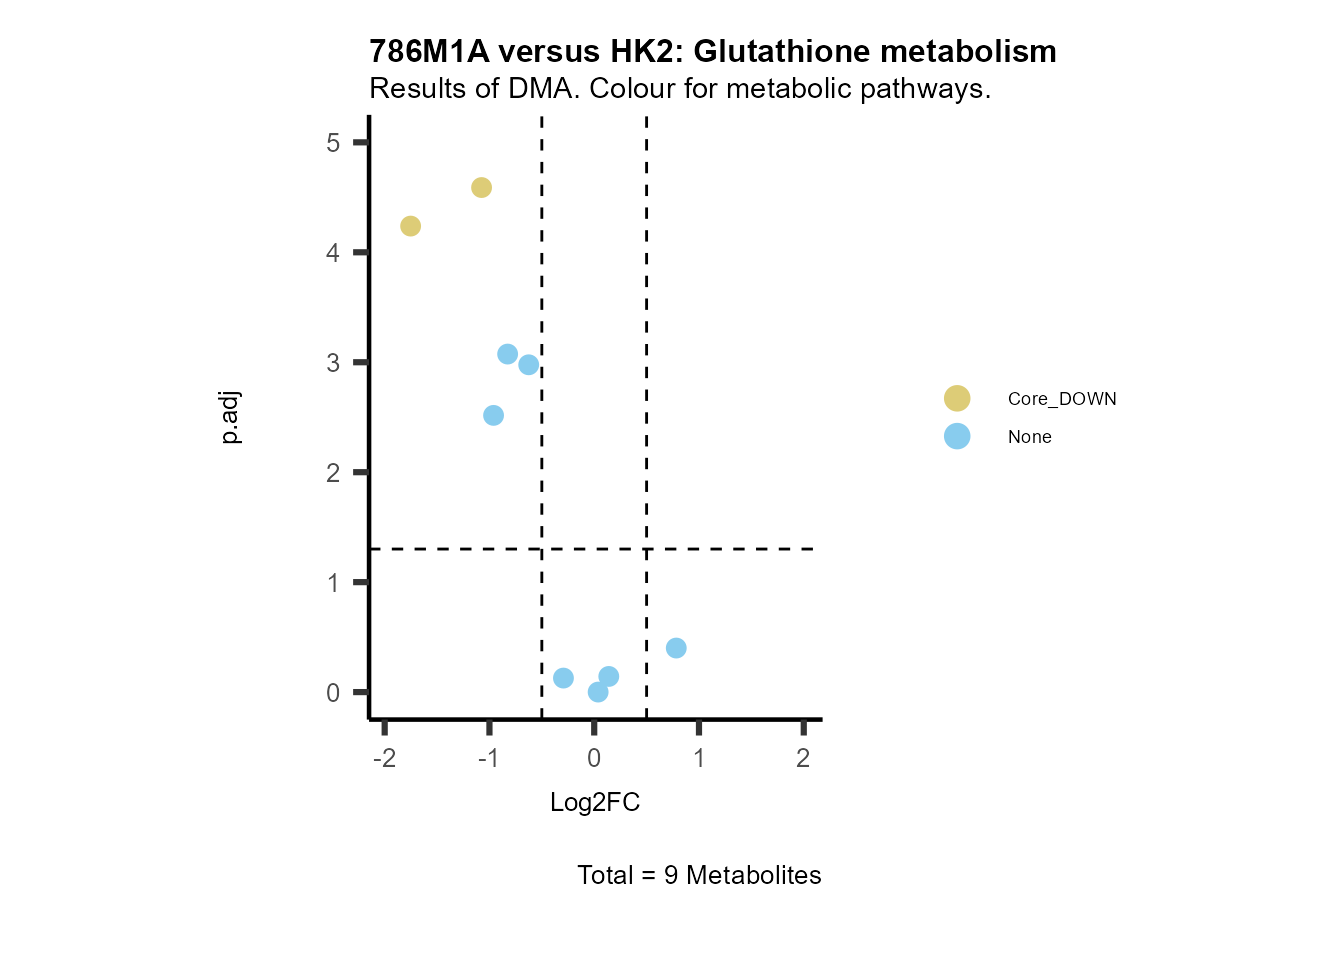 786M1A versus HK2: Glutathione metabolism
Results of DMA. Colour for metabolic pathways.
5
4
3
2
1
0
p.adj
-2 -1 0 1 2
Log2FC
Core_DOWN
None
Total = 9 Metabolites